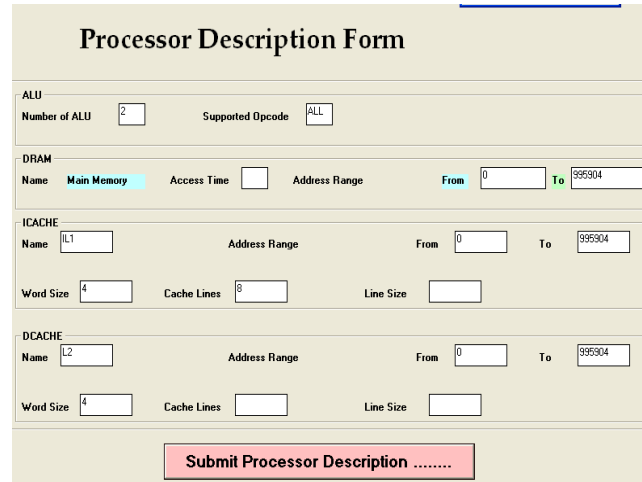 Processor Description Form
ALU
Number of ALU 2 Supported Opcode ALL
DRAM
Name Main Memory Access Time Address Range From 0 To 995904
ICACHE
Name IL1 Address Range From 0 To 995904
Word Size 4 Cache Lines 8 Line Size
DCACHE
Name L2 Address Range From 0 To 995904
Word Size 4 Cache Lines Line Size
Submit Processor Description ........